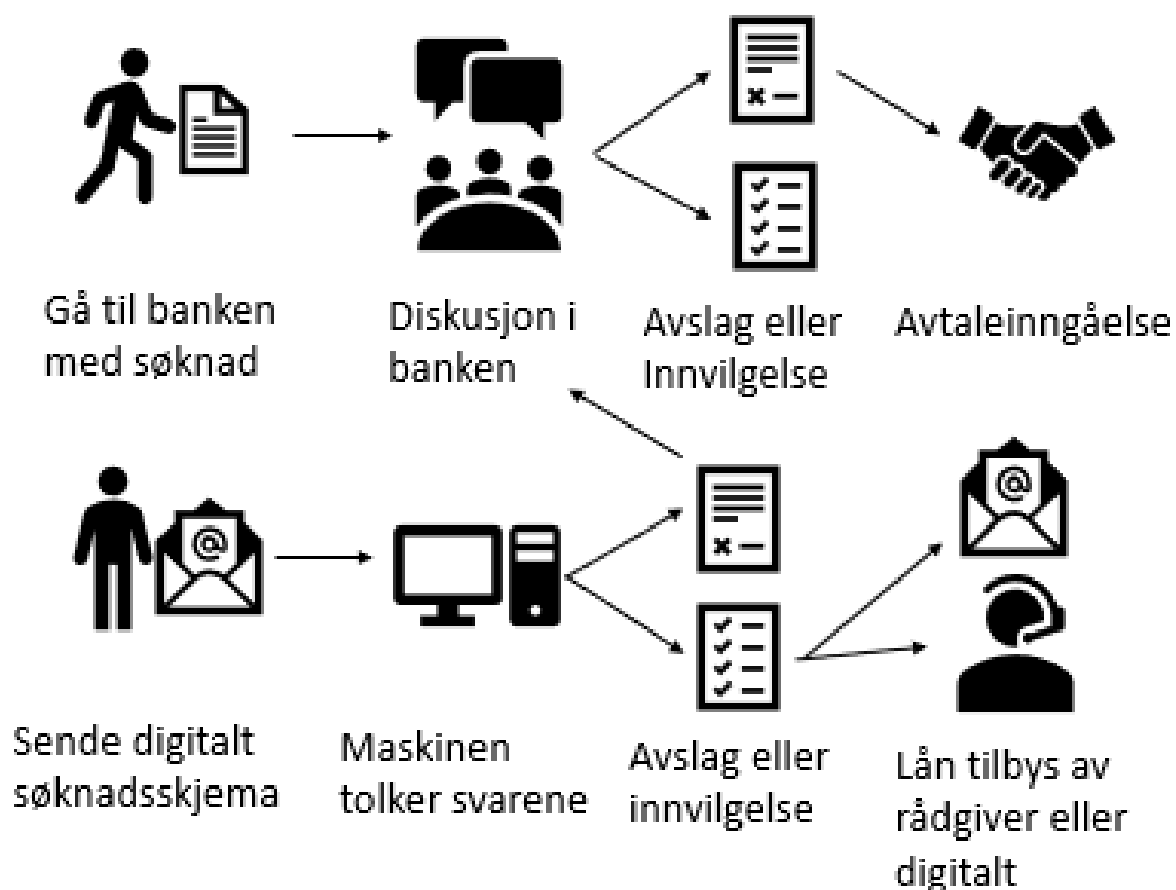 Gå til banken
med søknad
Diskusjon i
banken
Avslag eller
Innvilgelse
Avtaleinngåelse
@
@
Sende digitalt
søknadsskjema
Maskinen
tolker svarene
Avslag eller
innvilgelse
Lån tilbys av
rådgiver eller
digitalt